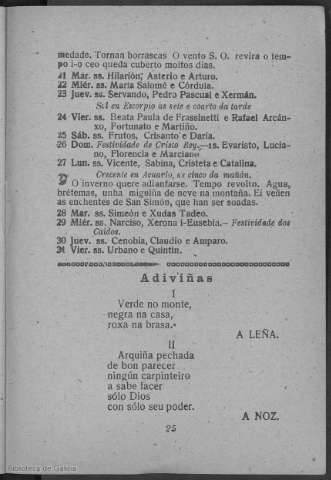 medade. Tornan borrascas O vento S. O. revira o tem-
po i-o ceo queda cuberto moitos días.
21 Mar. ss. Hilarión, Asterio e Arturo.
22 Miér. ss. María Salomé e Córdula.
23 Juev. ss. Servando, Pedro Pascual e Xermán.
Sol en Escorpio as sete e coarto da tarde
24 Vier. ss. Beata Paula de Frassinetti e Rafael Arcán-
xo, Fortunato e Martiño.
25 Sáb. ss. Frutos, Crisanto e Daría.
26 Dom. Festividade de Cristo Rey.—ss. Evaristo, Lucia-
no, Florencia e Marciano
27 Lun. ss. Vicente, Sabina, Cristeta e Catalina.
Crecente en Acuario, as cinco da mañán.
O inverno quere adiantarse. Tempo revolto. Agua,
brétemas, unha miguiña de neve na montaña. Ei veñen
as enchentes de San Simón, que han ser soadas.
28 Mar. ss. Simeón e Xudas Tadeo.
29 Miér. ss. Narciso, Xerona i-Eusebia.—Festividade dos
Caídos.
30 Juev. ss. Cenobia, Claudio e Amparo.
31 Vier. ss. Urbano e Quintín.
Adiviñas
I
Verde no monte,
negra na casa,
roxa na brasa.
A LEÑA.
II
Arquiña pechada
de bon parecer
ningún carpinteiro
a sabe facer
sólo Dios
con sólo seu poder.
A NOZ.
25
Biblioteca de Galicia